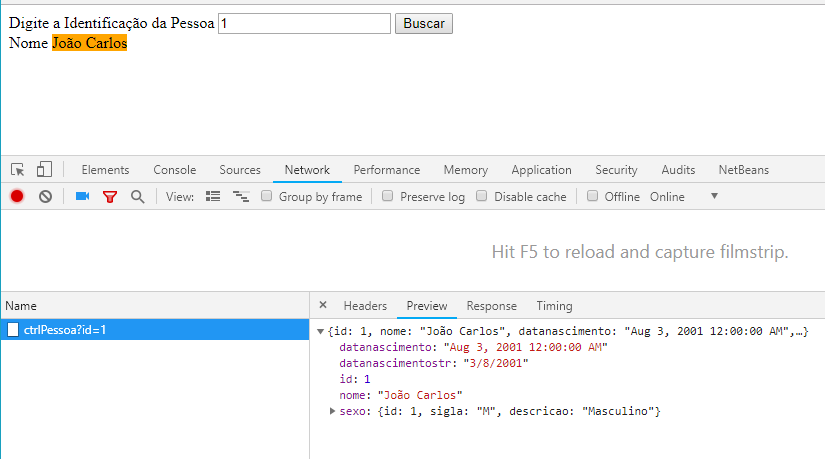 Digite a Identificação da Pessoa 1 Buscar
Nome João Carlos
Elements Console Sources Network Performance Memory Application Security Audits NetBeans
View: Group by frame Preserve log Disable cache Offline Online
Hit F5 to reload and capture filmstrip.
Name × Headers Preview Response Timing
ctrlPessoa?id=1
▼{id: 1, nome: "João Carlos", datanascimento: "Aug 3, 2001 12:00:00 AM",…}
datanascimento: "Aug 3, 2001 12:00:00 AM"
datanascimentostr: "3/8/2001"
id: 1
nome: "João Carlos"
▶sexo: {id: 1, sigla: "M", descricao: "Masculino"}